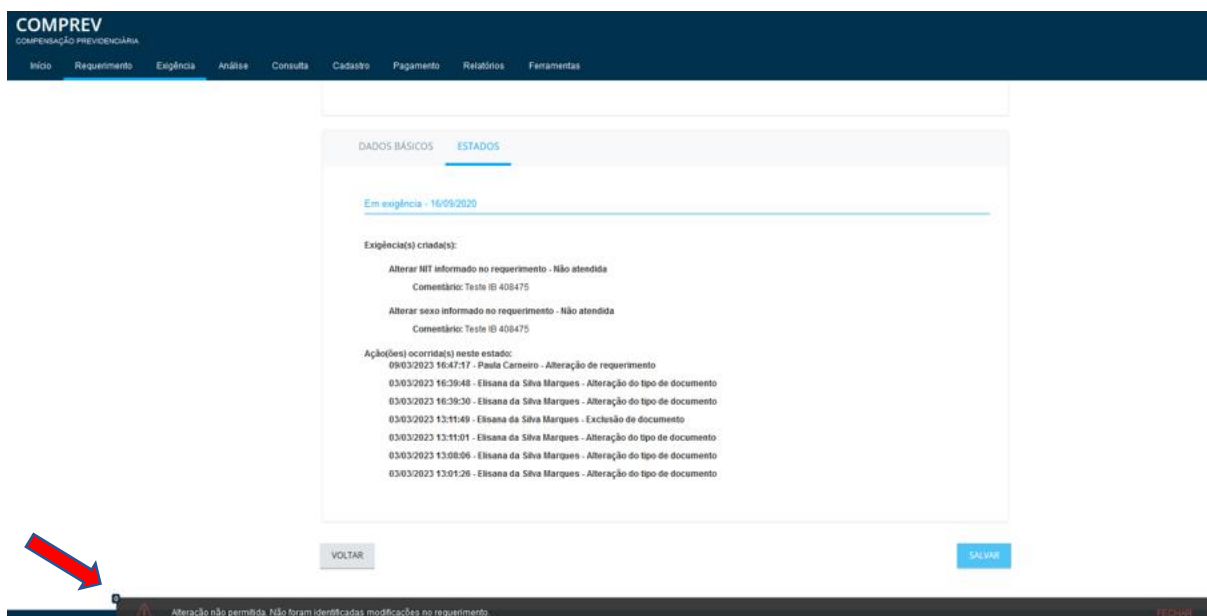 COMPREV
COMPENSAÇÃO PREVIDENCIÁRIA
Início Requerimento Exigência Análise Consulta Cadastro Pagamento Relatórios Ferramentas
DADOS BÁSICOS ESTADOS
Em exigência - 16/09/2020
Exigência(s) criada(s):
Alterar NIT informado no requerimento - Não atendida
Comentário: Teste IB 408475
Alterar sexo informado no requerimento - Não atendida
Comentário: Teste IB 408475
Ação(ões) ocorrida(s) neste estado:
09/03/2023 16:47:17 - Paula Carneiro - Alteração de requerimento
03/03/2023 16:39:48 - Elisana da Silva Marques - Alteração do tipo de documento
03/03/2023 16:39:30 - Elisana da Silva Marques - Alteração do tipo de documento
03/03/2023 13:11:49 - Elisana da Silva Marques - Exclusão de documento
03/03/2023 13:11:01 - Elisana da Silva Marques - Alteração do tipo de documento
03/03/2023 13:08:06 - Elisana da Silva Marques - Alteração do tipo de documento
03/03/2023 13:01:26 - Elisana da Silva Marques - Alteração do tipo de documento
VOLTAR SALVAR
0
Alteração não permitida. Não foram identificadas modificações no requerimento. FECHAR